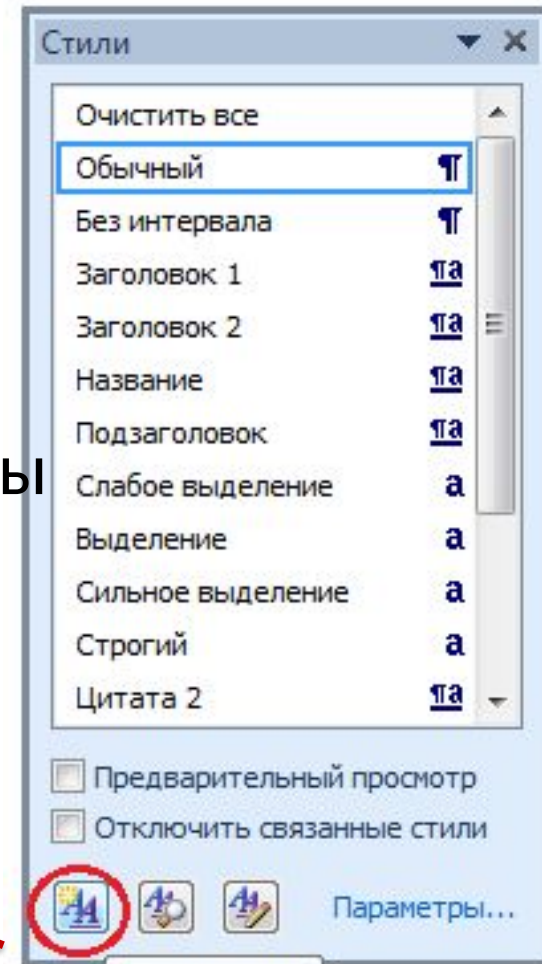 Стили
Очистить все
Обычный ¶
Без интервала ¶
Заголовок 1 ¶a
Заголовок 2 ¶a
Название ¶a
Подзаголовок ¶a
ы
Слабое выделение a
Выделение a
Сильное выделение a
Строгий a
Цитата 2 ¶a
Предварительный просмотр
Отключить связанные стили
Параметры...